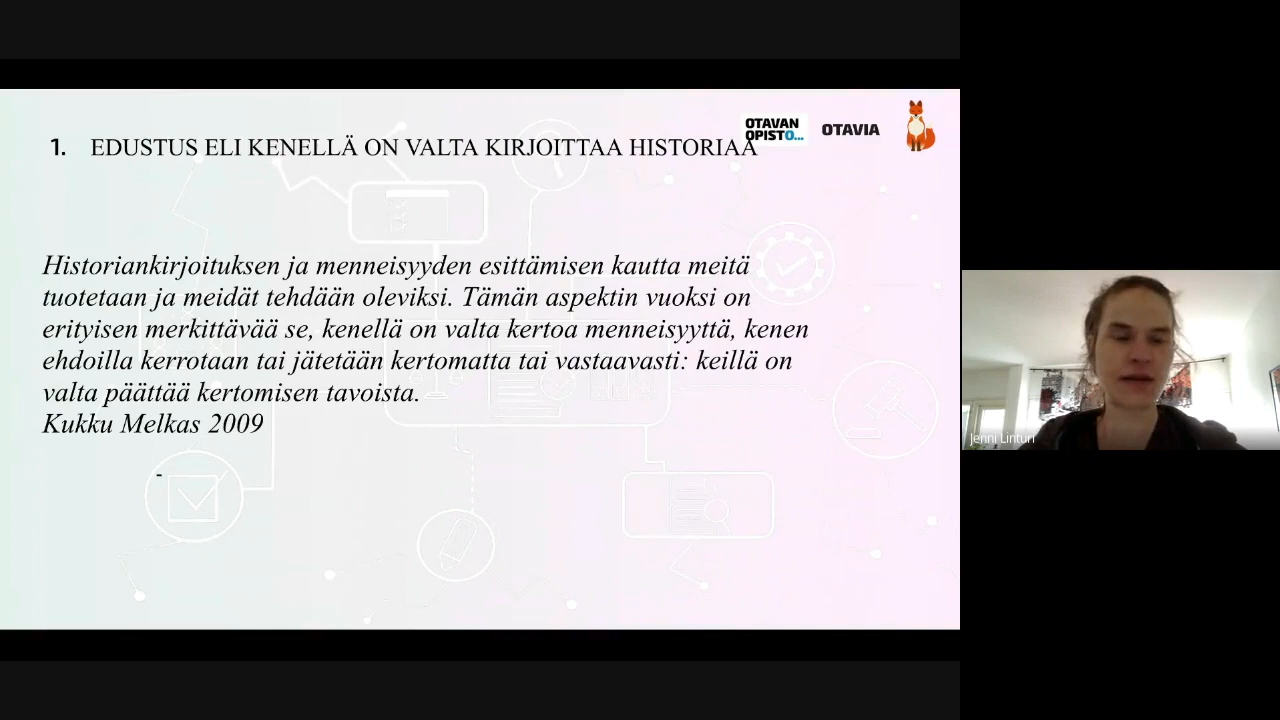 1. EDUSTUS ELI KENELLÄ ON VALTA KIRJOITTAA HISTORIAA
OTAVAN
OPISTO...
OTAVIA
Historiankirjoituksen ja menneisyyden esittämisen kautta meitä
tuotetaan ja meidät tehdään oleviksi. Tämän aspektin vuoksi on
erityisen merkittävää se, kenellä on valta kertoa menneisyyttä, kenen
ehdoilla kerrotaan tai jätetään kertomatta tai vastaavasti: keillä on
valta päättää kertomisen tavoista.
Kukku Melkas 2009
-
Jenni Linturi